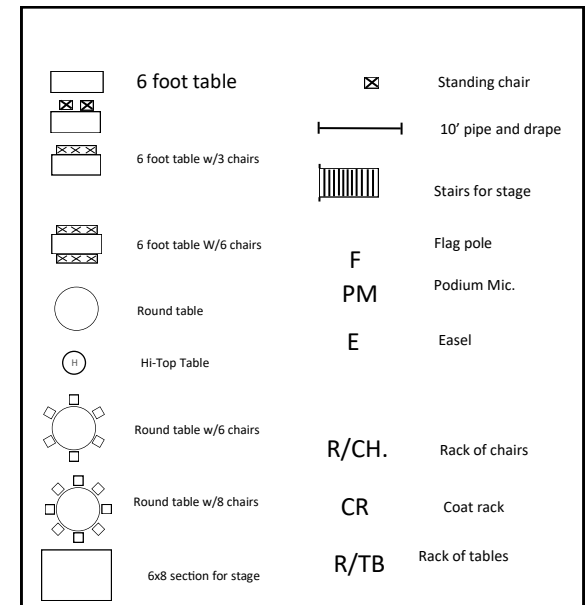 6 foot table
6 foot table w/3 chairs
6 foot table W/6 chairs
Round table
H
Hi-Top Table
Round table w/6 chairs
Round table w/8 chairs
6x8 section for stage
Standing chair
10’ pipe and drape
Stairs for stage
F
Flag pole
PM
Podium Mic.
E
Easel
R/CH.
Rack of chairs
CR
Coat rack
R/TB
Rack of tables